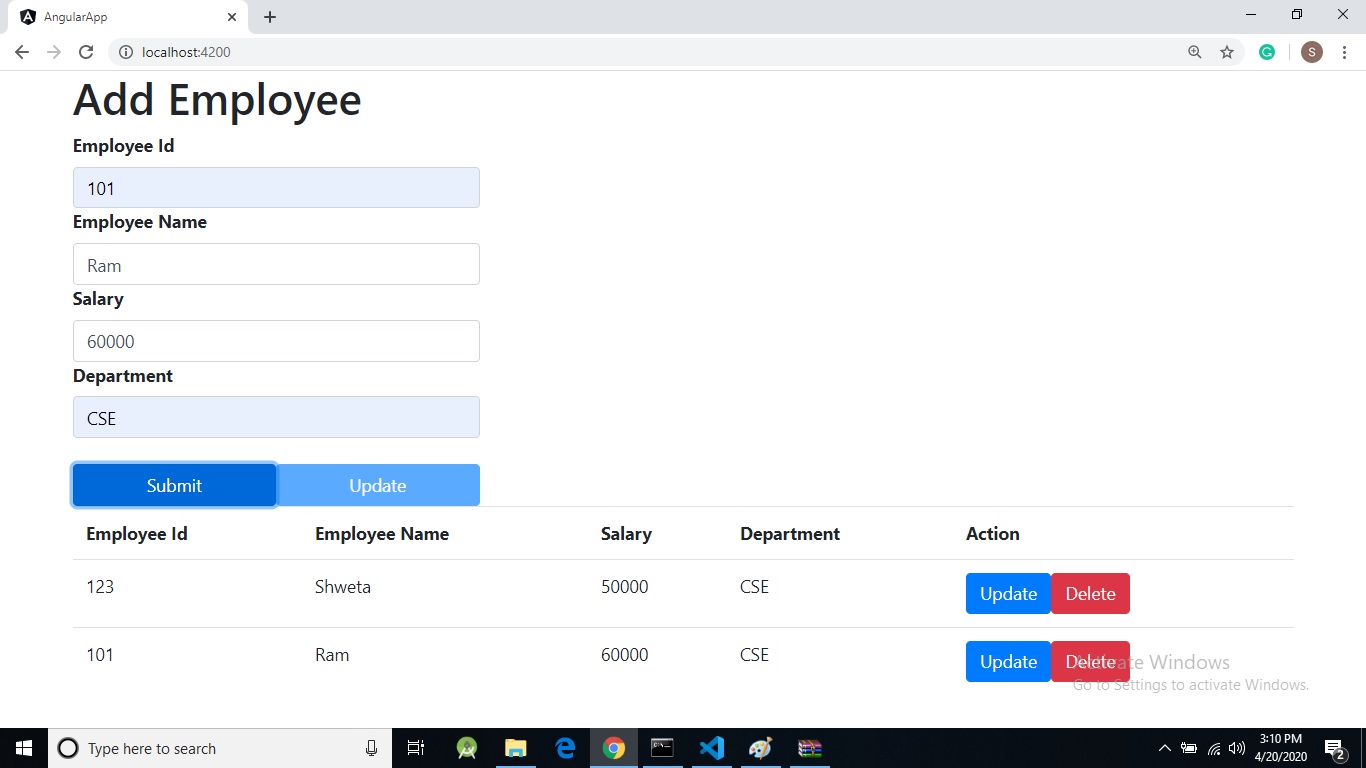 AngularApp
localhost:4200
S
Add Employee
Employee Id
101
Employee Name
Ram
Salary
60000
Department
CSE
Submit Update
Employee Id Employee Name Salary Department Action
123 Shweta 50000 CSE Update Delete
101 Ram 60000 CSE Update Delete
Activate Windows
Go to Settings to activate Windows.
Type here to search
3:10 PM
4/20/2020
2